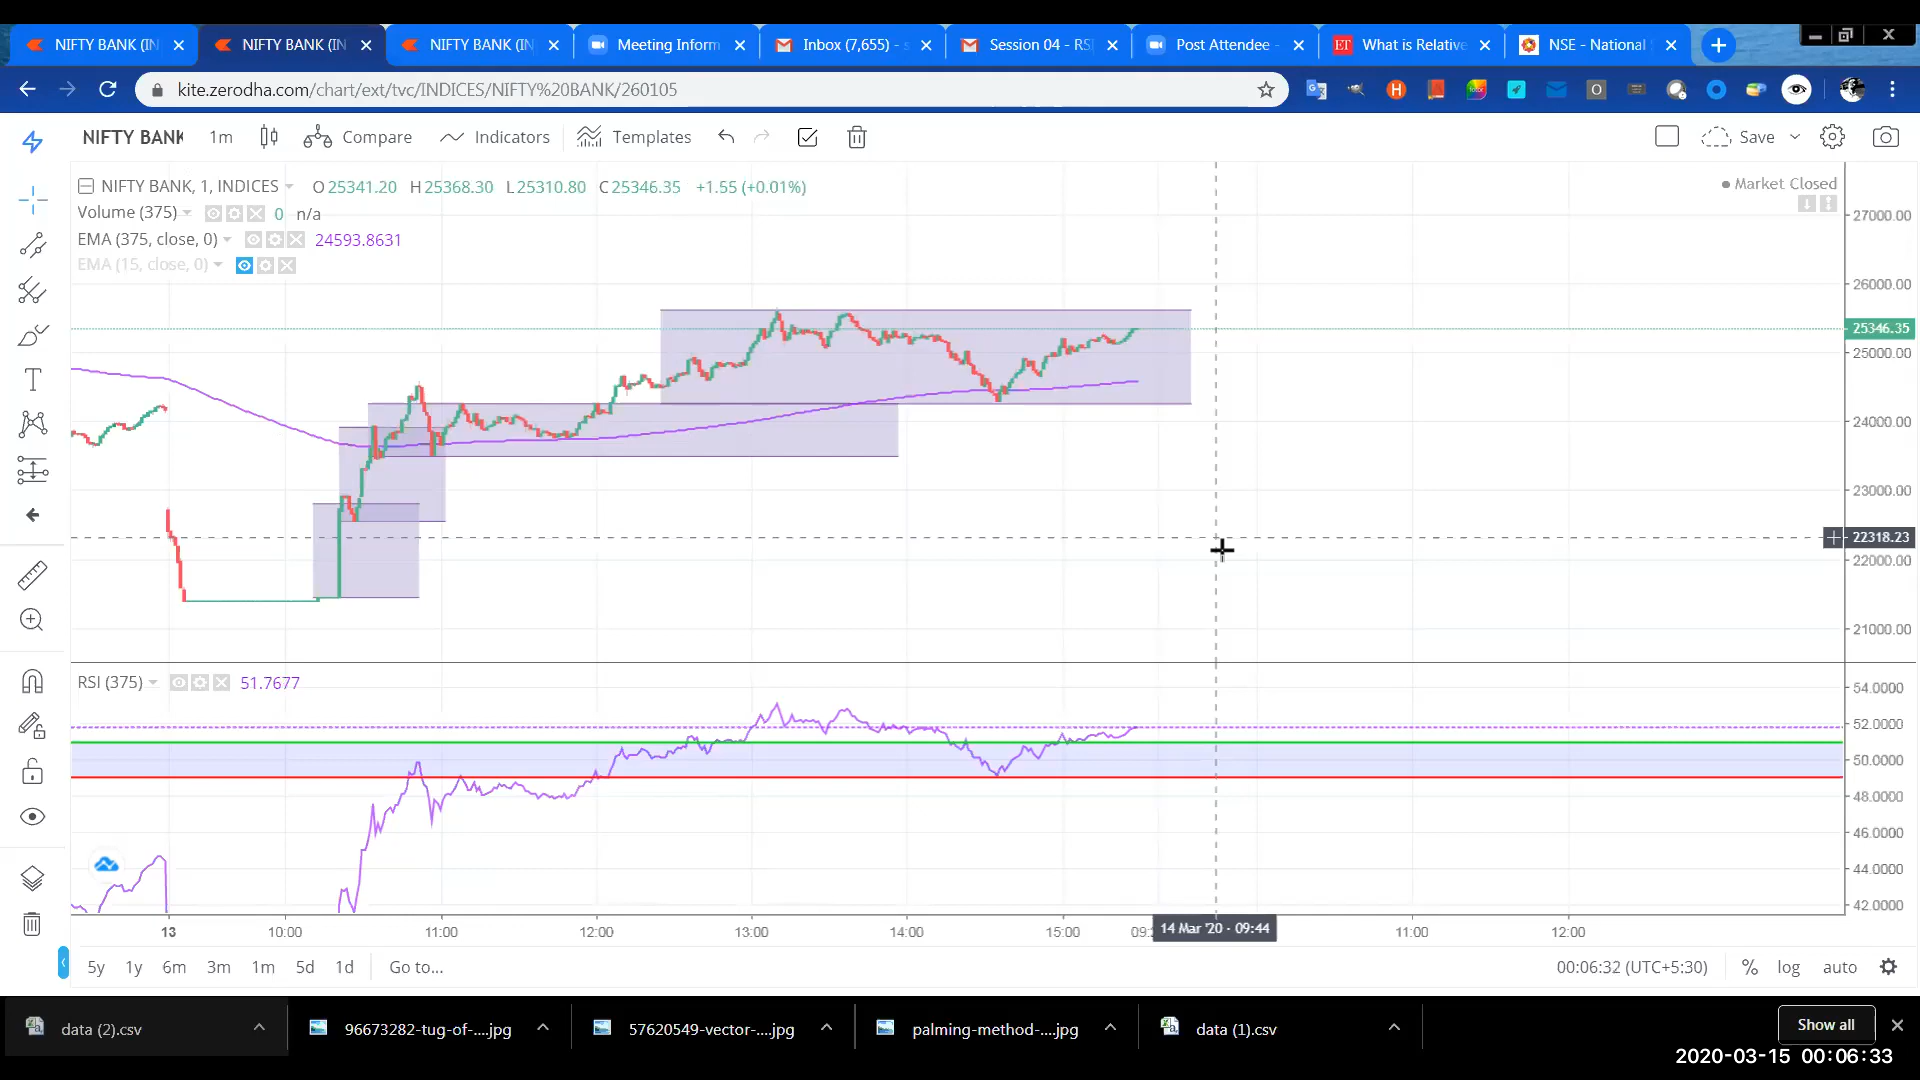 NIFTY BANK (IN
NIFTY BANK (IN
NIFTY BANK (IN
Meeting Inform
Inbox (7,655) - s
Session 04 - RSI
Post Attendee -
ET What is Relative
NSE - National
kite.zerodha.com/chart/ext/tvc/INDICES/NIFTY%20BANK/260105
NIFTY BANK 1m Compare Indicators Templates Save
NIFTY BANK, 1, INDICES O25341.20 H25368.30 L25310.80 C25346.35 +1.55 (+0.01%)
Market Closed
Volume (375) 0 n/a
EMA (375, close, 0) 24593.8631
EMA (15, close, 0)
27000.00
26000.00
25346.35
25000.00
24000.00
23000.00
22318.23
22000.00
21000.00
RSI (375) 51.7677
54.0000
52.0000
50.0000
48.0000
46.0000
44.0000
42.0000
13 10:00 11:00 12:00 13:00 14:00 15:00 14 Mar '20 - 09:44 11:00 12:00
5y 1y 6m 3m 1m 5d 1d Go to... 00:06:32 (UTC+5:30) % log auto
data (2).csv
96673282-tug-of-....jpg
57620549-vector-....jpg
palming-method-....jpg
data (1).csv
Show all
2020-03-15 00:06:33